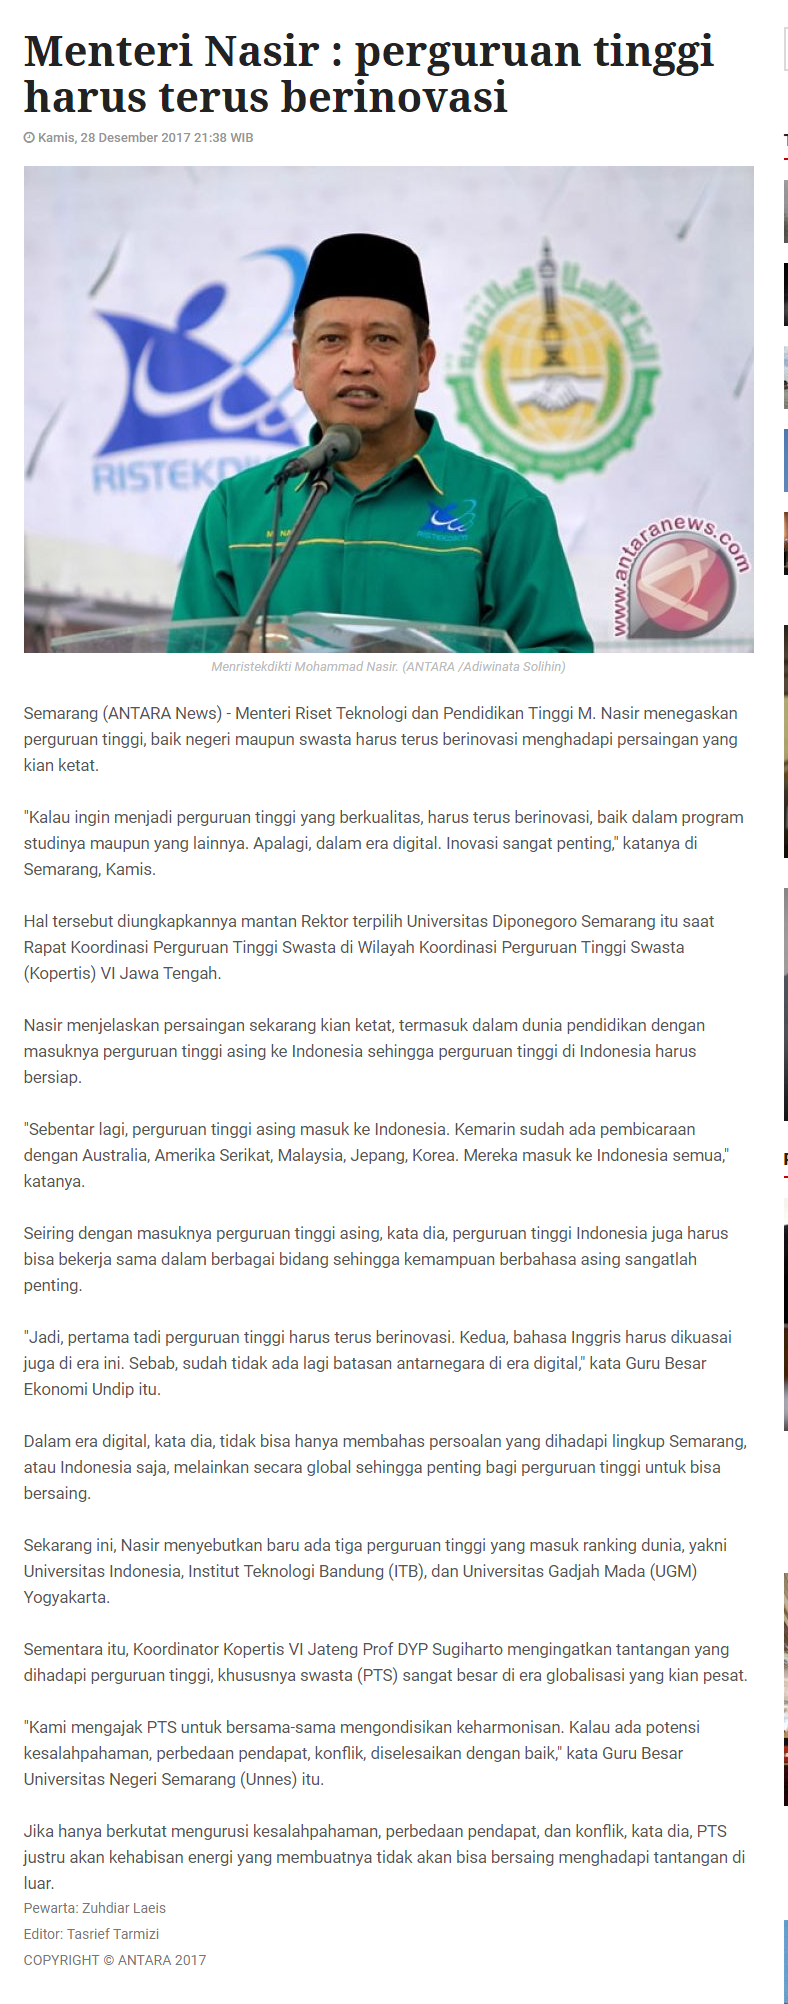 Menteri Nasir : perguruan tinggi
harus terus berinovasi
Kamis, 28 Desember 2017 21:38 WIB
RISTEKDIK
RISTEKDIKTI
www.antaranews.com
Menristekdikti Mohammad Nasir. (ANTARA /Adiwinata Solihin)
Semarang (ANTARA News) - Menteri Riset Teknologi dan Pendidikan Tinggi M. Nasir menegaskan
perguruan tinggi, baik negeri maupun swasta harus terus berinovasi menghadapi persaingan yang
kian ketat.
"Kalau ingin menjadi perguruan tinggi yang berkualitas, harus terus berinovasi, baik dalam program
studinya maupun yang lainnya. Apalagi, dalam era digital. Inovasi sangat penting," katanya di
Semarang, Kamis.
Hal tersebut diungkapkannya mantan Rektor terpilih Universitas Diponegoro Semarang itu saat
Rapat Koordinasi Perguruan Tinggi Swasta di Wilayah Koordinasi Perguruan Tinggi Swasta
(Kopertis) VI Jawa Tengah.
Nasir menjelaskan persaingan sekarang kian ketat, termasuk dalam dunia pendidikan dengan
masuknya perguruan tinggi asing ke Indonesia sehingga perguruan tinggi di Indonesia harus
bersiap.
"Sebentar lagi, perguruan tinggi asing masuk ke Indonesia. Kemarin sudah ada pembicaraan
dengan Australia, Amerika Serikat, Malaysia, Jepang, Korea. Mereka masuk ke Indonesia semua,"
katanya.
Seiring dengan masuknya perguruan tinggi asing, kata dia, perguruan tinggi Indonesia juga harus
bisa bekerja sama dalam berbagai bidang sehingga kemampuan berbahasa asing sangatlah
penting.
"Jadi, pertama tadi perguruan tinggi harus terus berinovasi. Kedua, bahasa Inggris harus dikuasai
juga di era ini. Sebab, sudah tidak ada lagi batasan antarnegara di era digital," kata Guru Besar
Ekonomi Undip itu.
Dalam era digital, kata dia, tidak bisa hanya membahas persoalan yang dihadapi lingkup Semarang,
atau Indonesia saja, melainkan secara global sehingga penting bagi perguruan tinggi untuk bisa
bersaing.
Sekarang ini, Nasir menyebutkan baru ada tiga perguruan tinggi yang masuk ranking dunia, yakni
Universitas Indonesia, Institut Teknologi Bandung (ITB), dan Universitas Gadjah Mada (UGM)
Yogyakarta.
Sementara itu, Koordinator Kopertis VI Jateng Prof DYP Sugiharto mengingatkan tantangan yang
dihadapi perguruan tinggi, khususnya swasta (PTS) sangat besar di era globalisasi yang kian pesat.
"Kami mengajak PTS untuk bersama-sama mengondisikan keharmonisan. Kalau ada potensi
kesalahpahaman, perbedaan pendapat, konflik, diselesaikan dengan baik," kata Guru Besar
Universitas Negeri Semarang (Unnes) itu.
Jika hanya berkutat mengurusi kesalahpahaman, perbedaan pendapat, dan konflik, kata dia, PTS
justru akan kehabisan energi yang membuatnya tidak akan bisa bersaing menghadapi tantangan di
luar.
Pewarta: Zuhdiar Laeis
Editor: Tasrief Tarmizi
COPYRIGHT © ANTARA 2017